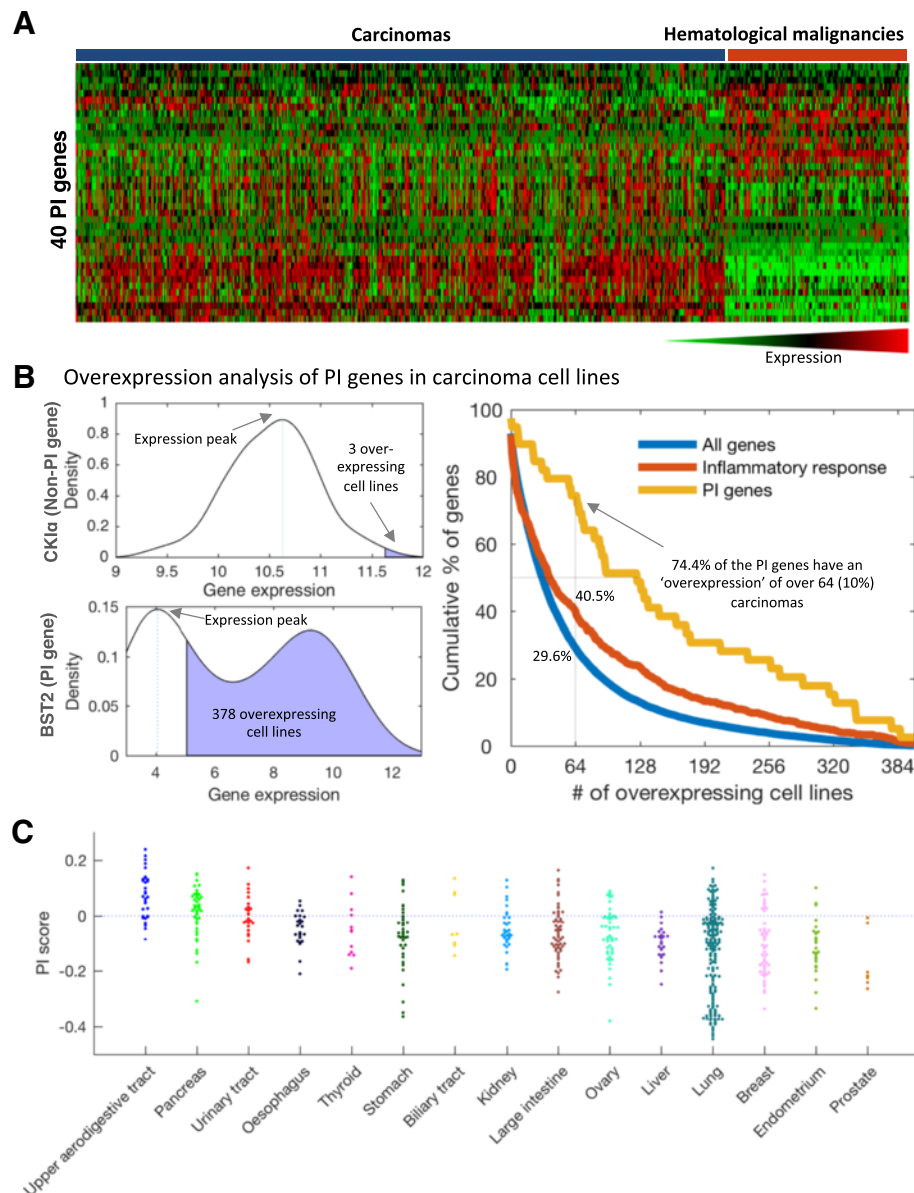 A
Carcinomas
Hematological malignancies
40 PI genes
Expression
B
Overexpression analysis of PI genes in carcinoma cell lines
CKIα (Non-PI gene)
Density
1
0.8
0.6
0.4
0.2
0
Expression peak
3 over-
expressing
cell lines
9
9.5
10
10.5
11
11.5
12
Gene expression
BST2 (PI gene)
Density
0.15
0.1
0.05
0
Expression peak
378 overexpressing
cell lines
4
6
8
10
12
Gene expression
Cumulative % of genes
100
80
60
40
20
0
All genes
Inflammatory response
PI genes
74.4% of the PI genes have an
‘overexpression’ of over 64 (10%)
carcinomas
40.5%
29.6%
0
64
128
192
256
320
384
# of overexpressing cell lines
C
PI score
0.2
0
-0.2
-0.4
Upper aerodigestive tract
Pancreas
Urinary tract
Oesophagus
Thyroid
Stomach
Biliary tract
Kidney
Large intestine
Ovary
Liver
Lung
Breast
Endometrium
Prostate